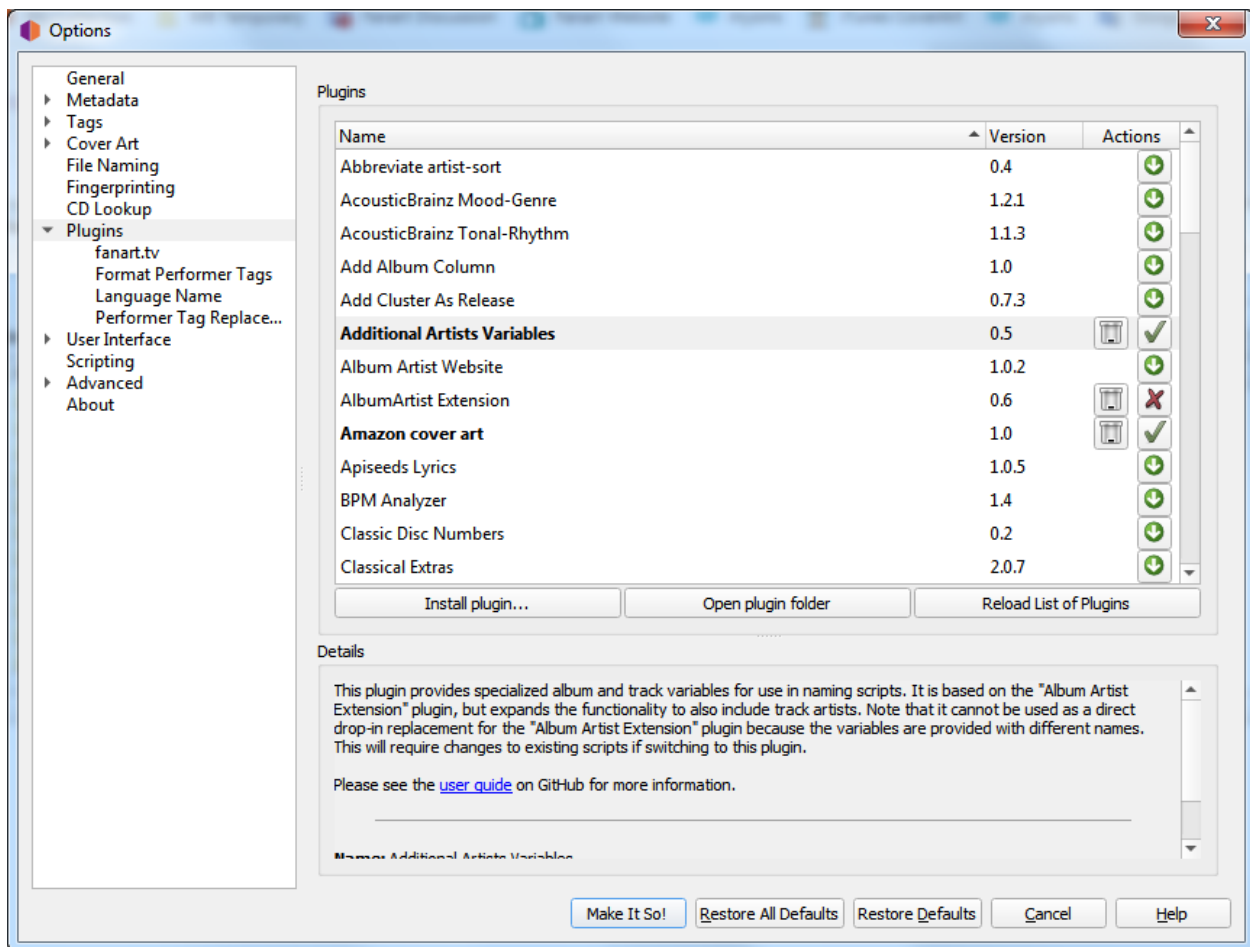 Options
General
Metadata
Tags
Cover Art
File Naming
Fingerprinting
CD Lookup
Plugins
fanart.tv
Format Performer Tags
Language Name
Performer Tag Replace...
User Interface
Scripting
Advanced
About
Plugins
Name Version Actions
Abbreviate artist-sort 0.4
AcousticBrainz Mood-Genre 1.2.1
AcousticBrainz Tonal-Rhythm 1.1.3
Add Album Column 1.0
Add Cluster As Release 0.7.3
Additional Artists Variables 0.5
Album Artist Website 1.0.2
AlbumArtist Extension 0.6
Amazon cover art 1.0
Apiseeds Lyrics 1.0.5
BPM Analyzer 1.4
Classic Disc Numbers 0.2
Classical Extras 2.0.7
Install plugin... Open plugin folder Reload List of Plugins
Details
This plugin provides specialized album and track variables for use in naming scripts. It is based on the "Album Artist
Extension" plugin, but expands the functionality to also include track artists. Note that it cannot be used as a direct
drop-in replacement for the "Album Artist Extension" plugin because the variables are provided with different names.
This will require changes to existing scripts if switching to this plugin.
Please see the user guide on GitHub for more information.
Name: Additional Artists Variables
Make It So! Restore All Defaults Restore Defaults Cancel Help